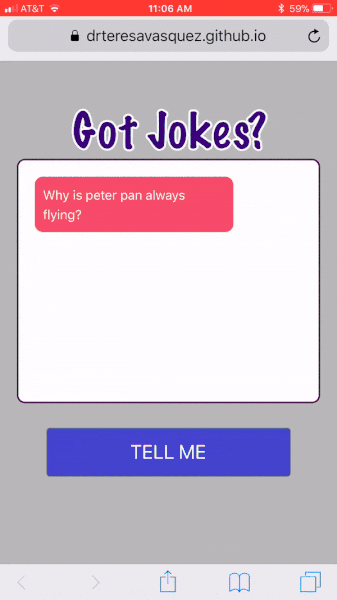 AT&T 11:06 AM 59%
drteresavasquez.github.io
Got Jokes?
Why is peter pan always
flying?
TELL ME